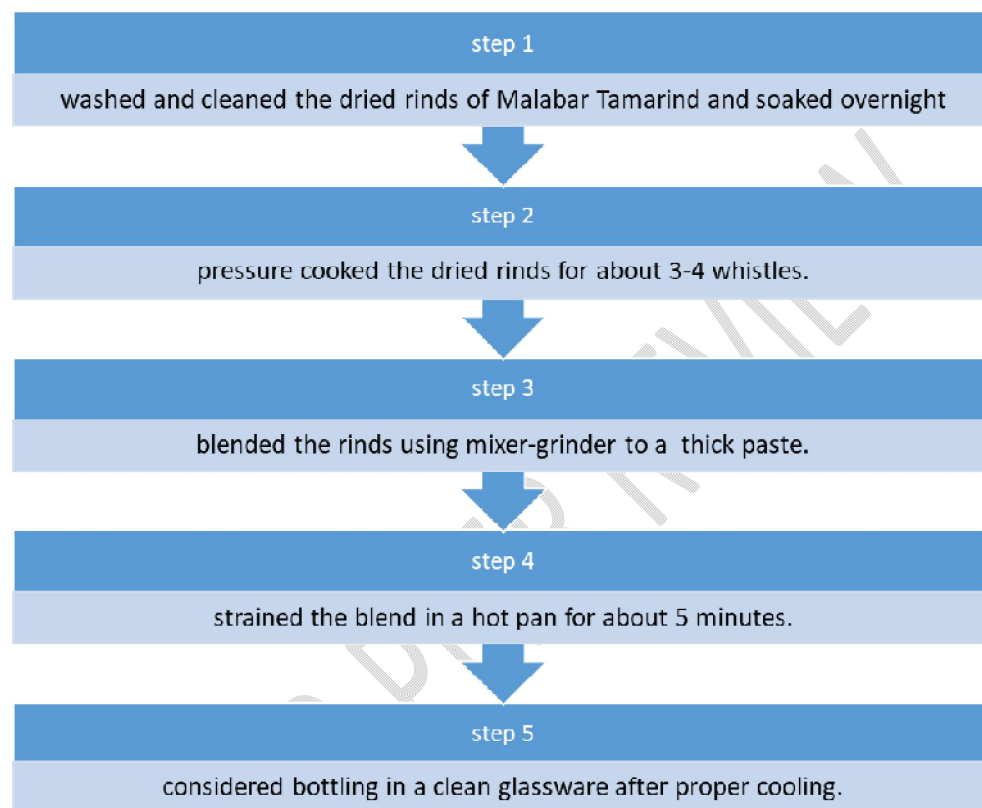 step 1
washed and cleaned the dried rinds of Malabar Tamarind and soaked overnight
step 2
pressure cooked the dried rinds for about 3-4 whistles.
step 3
blended the rinds using mixer-grinder to a thick paste.
step 4
strained the blend in a hot pan for about 5 minutes.
step 5
considered bottling in a clean glassware after proper cooling.